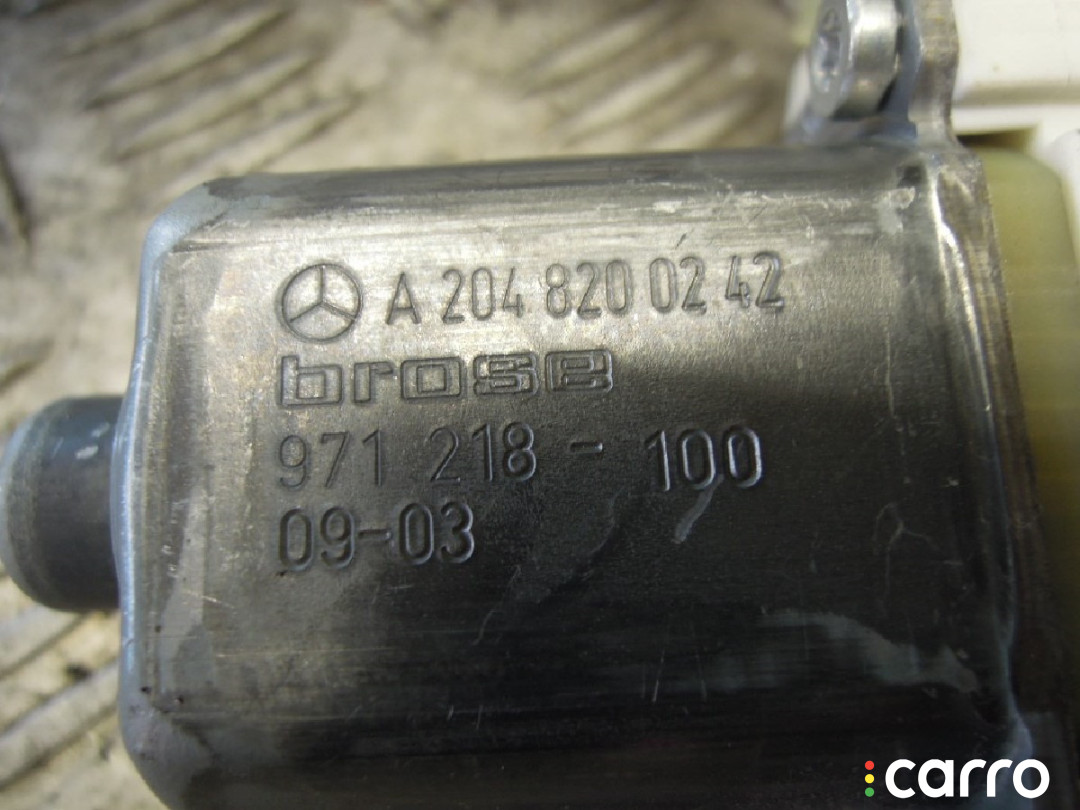 A 204 820 02 42
brose
971 218 - 100
09-03
:carro